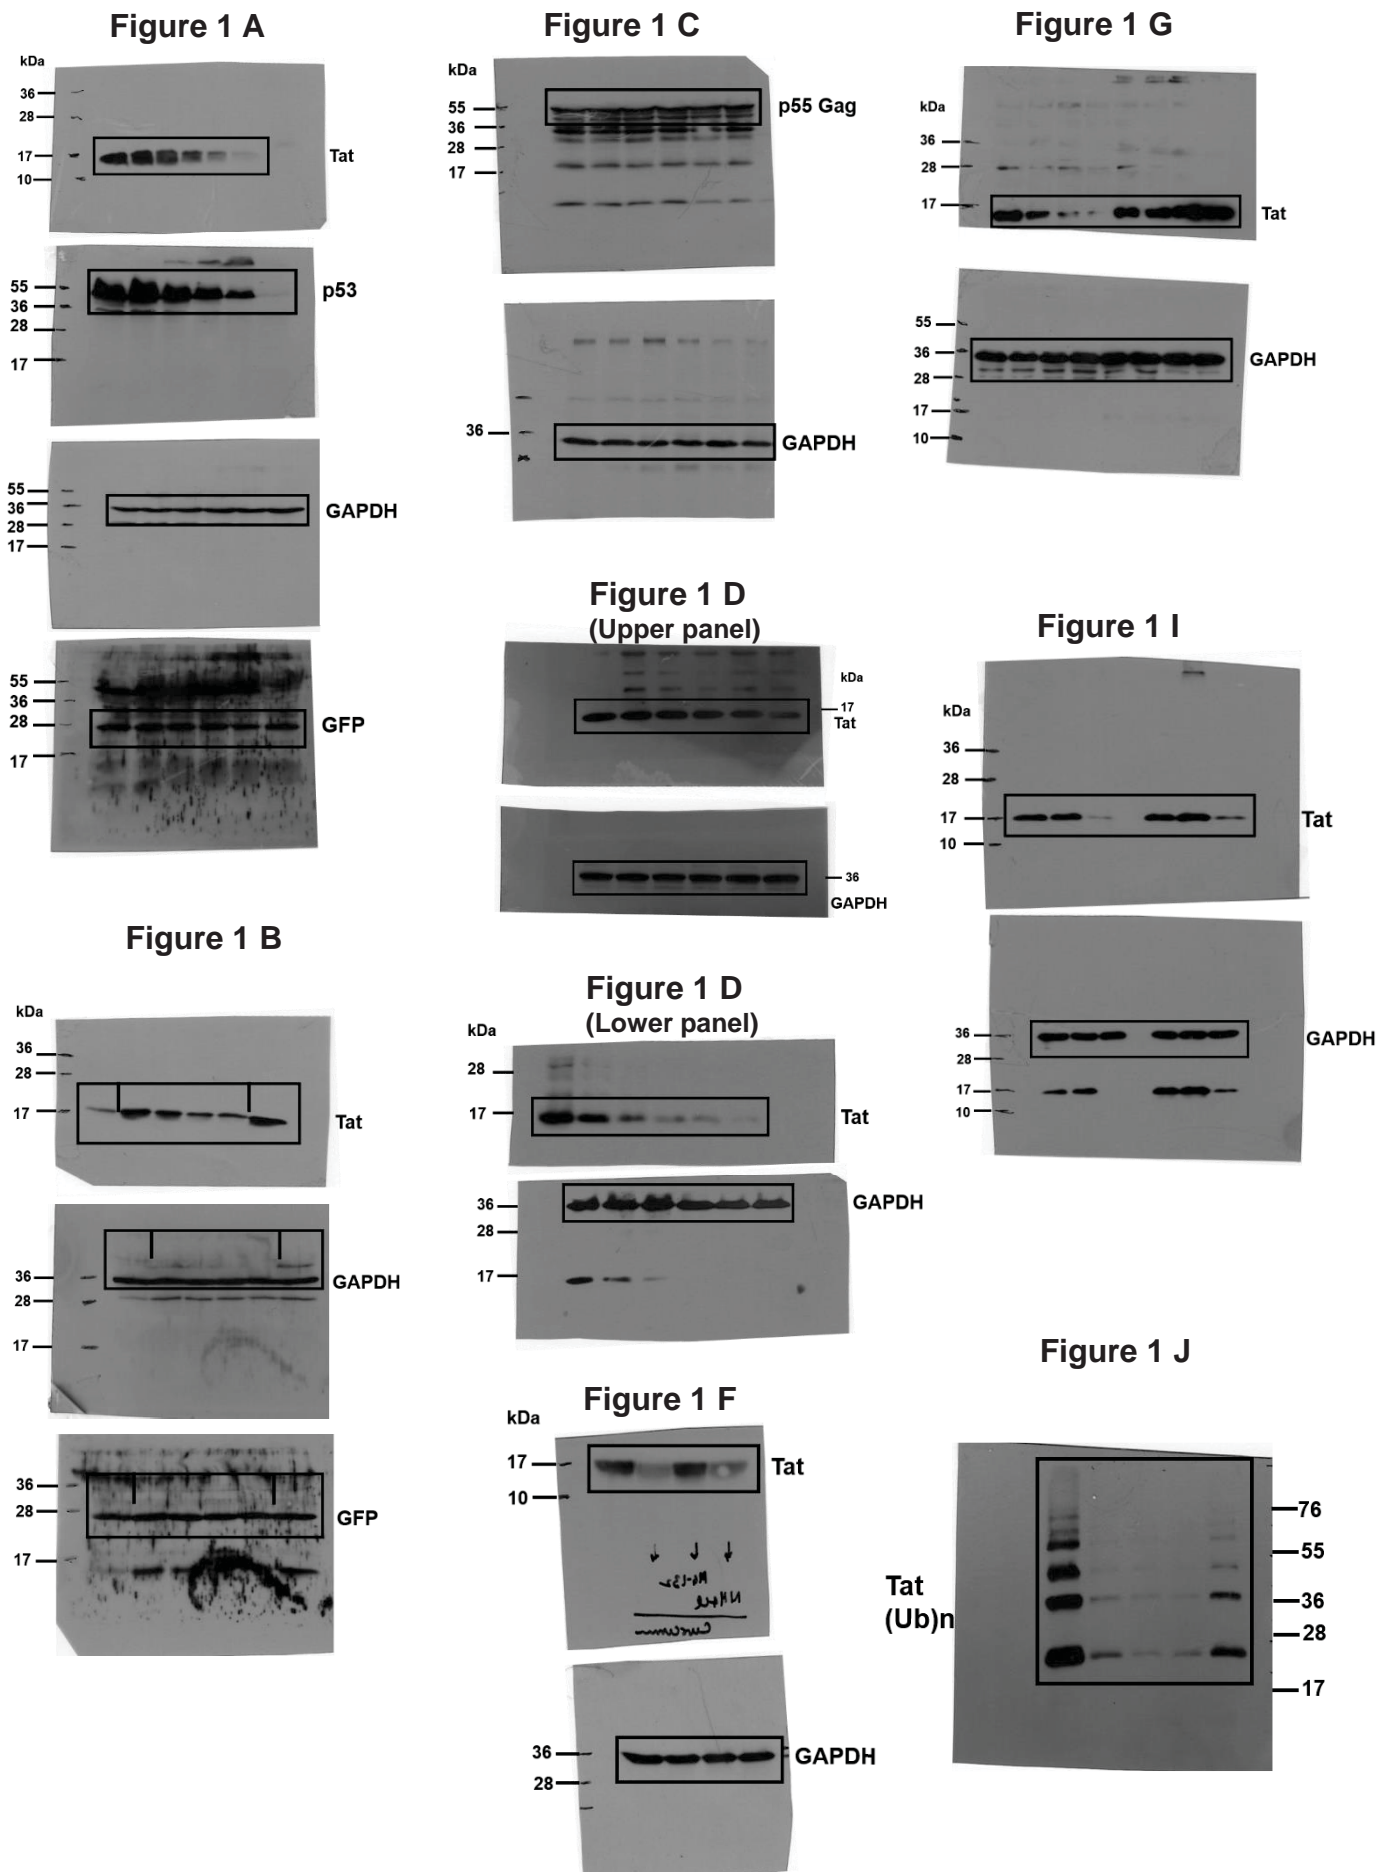 Figure 1 A
kDa
36
28
17
10
Tat
55
36
28
17
p53
55
36
28
17
GAPDH
55
36
28
17
GFP
Figure 1 B
kDa
36
28
17
Tat
36
28
17
GAPDH
36
28
17
GFP
Figure 1 C
kDa
55
36
28
17
p55 Gag
36
GAPDH
Figure 1 D
(Upper panel)
kDa
17
Tat
36
GAPDH
Figure 1 D
(Lower panel)
kDa
28
17
Tat
36
28
17
GAPDH
Figure 1 F
kDa
17
10
Tat
36
28
GAPDH
Figure 1 G
kDa
36
28
17
Tat
55
36
28
17
10
GAPDH
Figure 1 I
kDa
36
28
17
10
Tat
36
28
17
10
GAPDH
Figure 1 J
Tat
(Ub)n
76
55
36
28
17